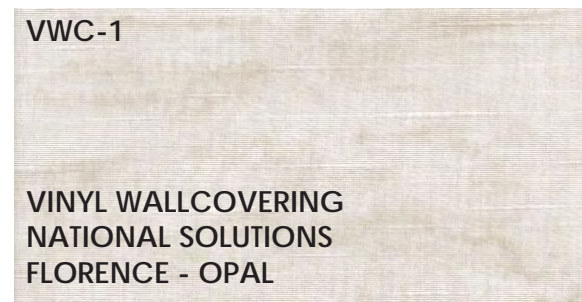 VWC-1
VINYL WALLCOVERING
NATIONAL SOLUTIONS
FLORENCE - OPAL